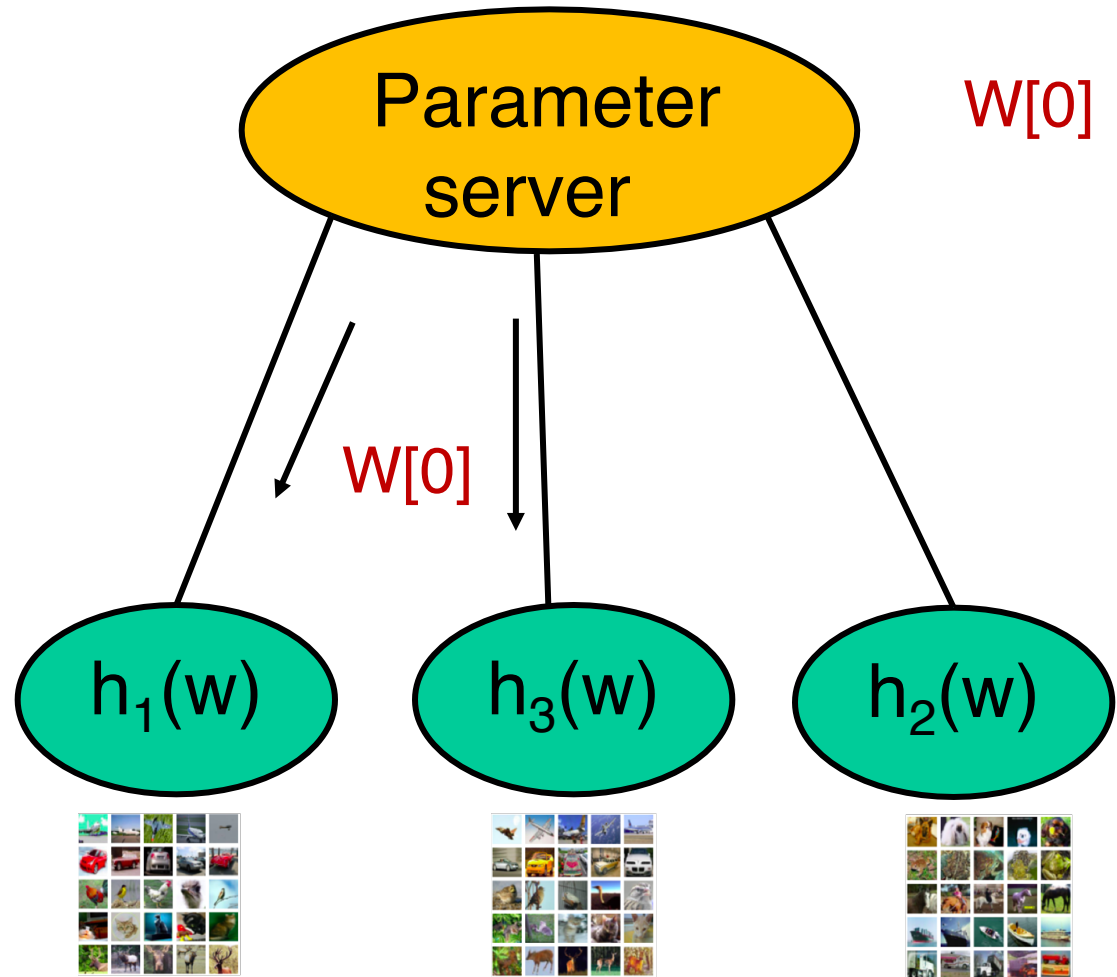 Parameter
server
W[0]
W[0]
h₁(w)
h₃(w)
h₂(w)